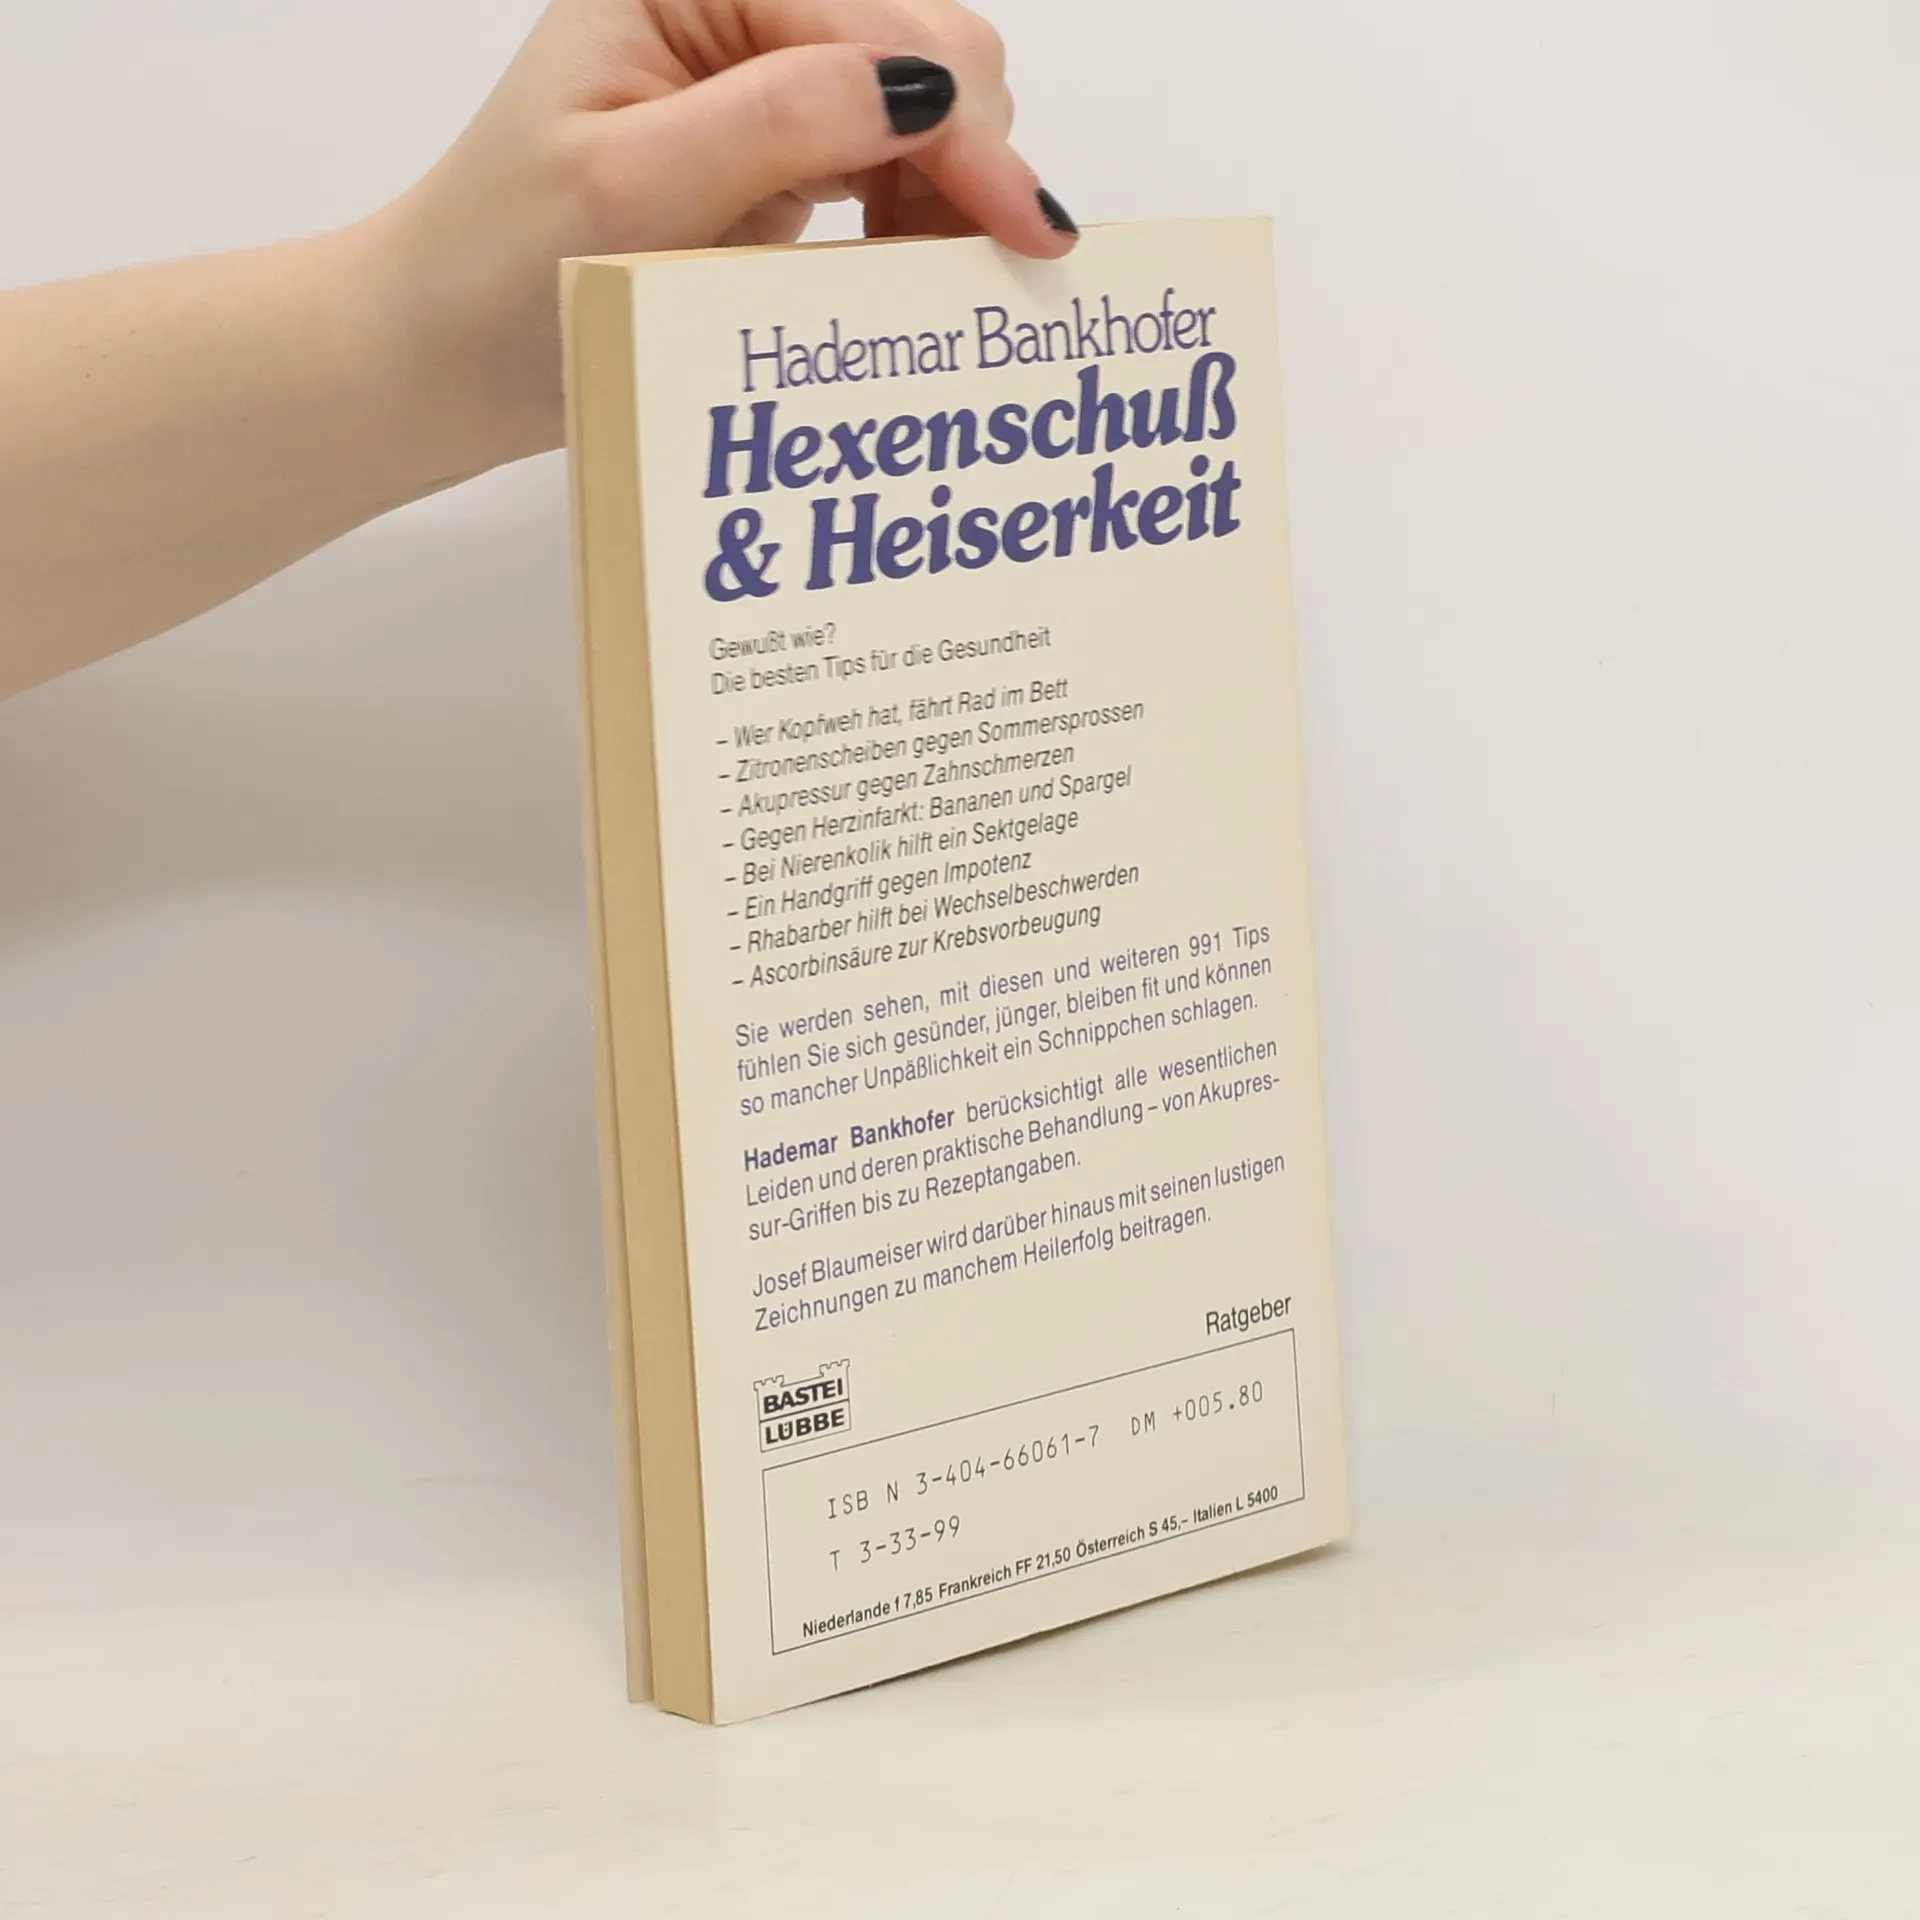 Hademar Bankhofer
Hexenschuß
& Heiserkeit
Gewußt wie?
Die besten Tips für die Gesundheit
– Wer Kopfweh hat, fährt Rad im Bett
– Zitronenscheiben gegen Sommersprossen
– Akupressur gegen Zahnschmerzen
– Gegen Herzinfarkt: Bananen und Spargel
– Bei Nierenkolik hilft ein Sektgelage
– Ein Handgriff gegen Impotenz
– Rhabarber hilft bei Wechselbeschwerden
– Ascorbinsäure zur Krebsvorbeugung
Sie werden sehen, mit diesen und weiteren 991 Tips
fühlen Sie sich gesünder, jünger, bleiben fit und können
so mancher Unpäßlichkeit ein Schnippchen schlagen.
Hademar Bankhofer berücksichtigt alle wesentlichen
Leiden und deren praktische Behandlung – von Akupres-
sur-Griffen bis zu Rezeptangaben.
Josef Blaumeiser wird darüber hinaus mit seinen lustigen
Zeichnungen zu manchem Heilerfolg beitragen.
Ratgeber
BASTEI
LÜBBE
ISB N 3-404-66061-7 DM +005.80
T 3-33-99
Niederlande f 7,85 Frankreich FF 21,50 Österreich S 45,– Italien L 5400